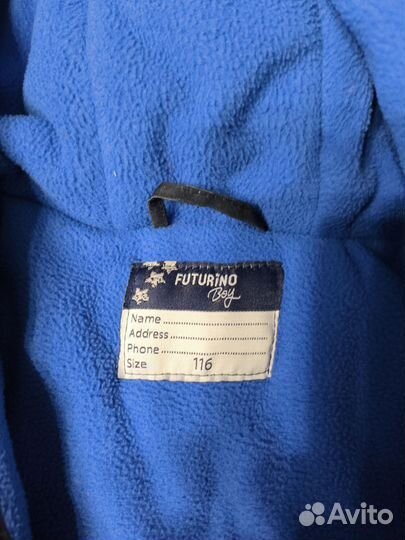 FUTURINO
Boy
Name
Address
Phone
Size 116
Avito